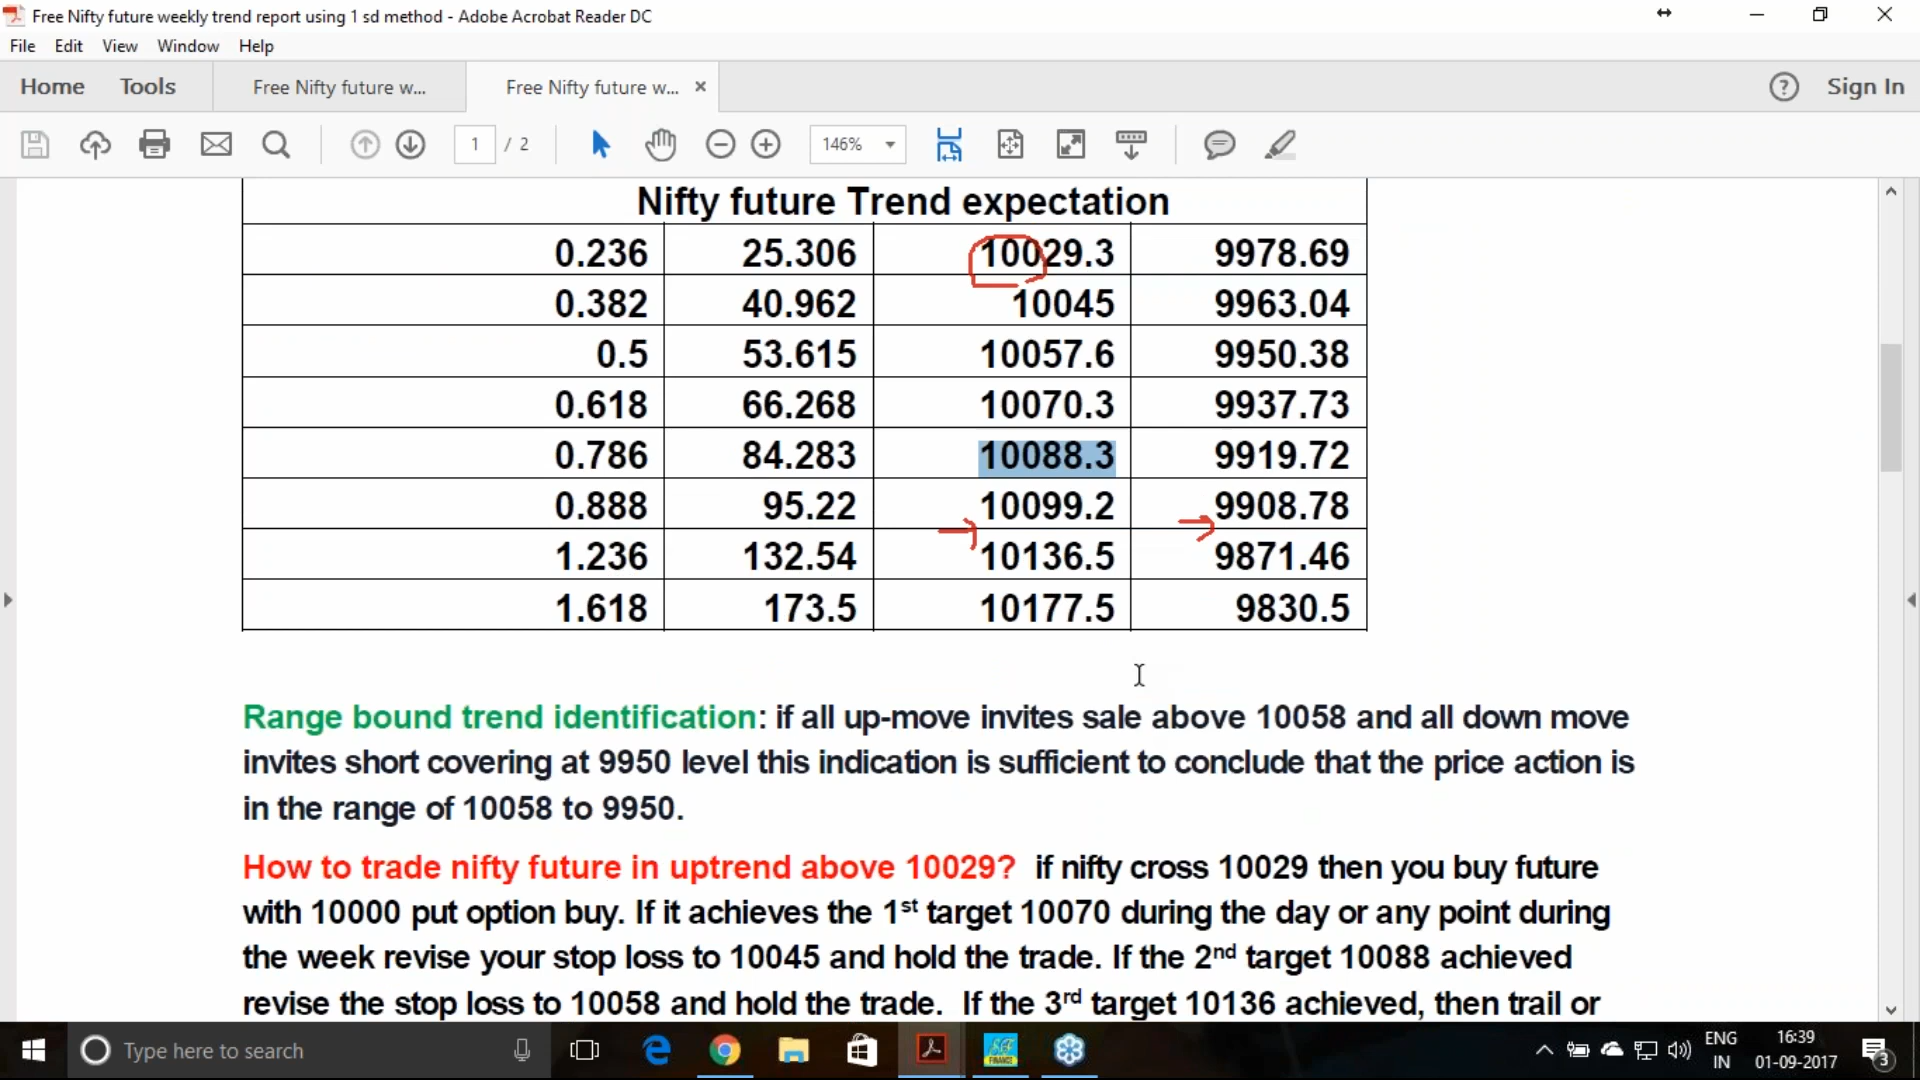 Free Nifty future weekly trend report using 1 sd method - Adobe Acrobat Reader DC
File Edit View Window Help
Home Tools Free Nifty future w... Free Nifty future w... × ? Sign In
1 / 2 146%
Nifty future Trend expectation
0.236 25.306 10029.3 9978.69
0.382 40.962 10045 9963.04
0.5 53.615 10057.6 9950.38
0.618 66.268 10070.3 9937.73
0.786 84.283 10088.3 9919.72
0.888 95.22 10099.2 9908.78
1.236 132.54 10136.5 9871.46
1.618 173.5 10177.5 9830.5
Range bound trend identification: if all up-move invites sale above 10058 and all down move
invites short covering at 9950 level this indication is sufficient to conclude that the price action is
in the range of 10058 to 9950.
How to trade nifty future in uptrend above 10029? if nifty cross 10029 then you buy future
with 10000 put option buy. If it achieves the 1st target 10070 during the day or any point during
the week revise your stop loss to 10045 and hold the trade. If the 2nd target 10088 achieved
revise the stop loss to 10058 and hold the trade. If the 3rd target 10136 achieved, then trail or
Type here to search
FINANCE
ENG
IN
16:39
01-09-2017
3